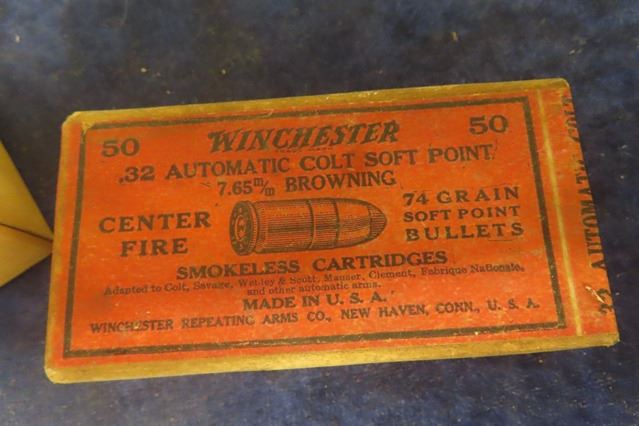 50 WINCHESTER 50
.32 AUTOMATIC COLT SOFT POINT
7.65 m/m BROWNING
CENTER
FIRE
74 GRAIN
SOFT POINT
BULLETS
SMOKELESS CARTRIDGES
Adapted to Colt, Savage, Webley & Scott, Mauser, Clement, Fabrique Nationale,
and other automatic arms.
MADE IN U.S.A.
WINCHESTER REPEATING ARMS CO., NEW HAVEN, CONN., U.S.A.
32 AUTOMATIC COLT